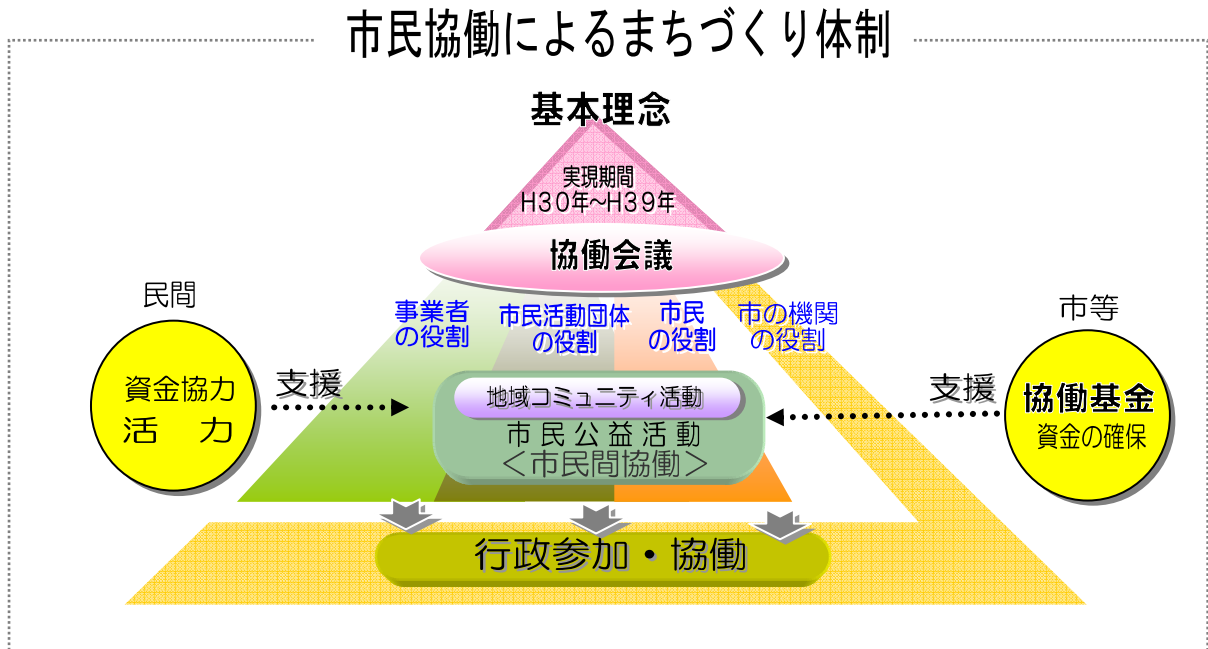 市民協働によるまちづくり体制
基本理念
実現期間
H30年~H39年
協働会議
民間
資金協力
活 力
支援
事業者
の役割
市民活動団体
の役割
市民
の役割
市の機関
の役割
地域コミュニティ活動
市民公益活動
<市民間協働>
市等
支援
協働基金
資金の確保
行政参加・協働